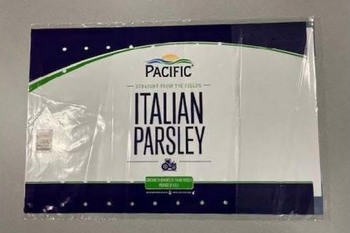 PACIFIC
STRAIGHT FROM THE FIELDS
ITALIAN
PARSLEY